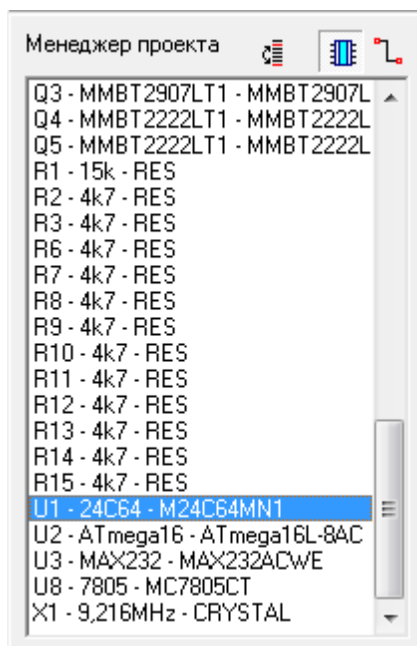 Менеджер проекта
Q3 - MMBT2907LT1 - MMBT2907L
Q4 - MMBT2222LT1 - MMBT2222L
Q5 - MMBT2222LT1 - MMBT2222L
R1 - 15k - RES
R2 - 4k7 - RES
R3 - 4k7 - RES
R6 - 4k7 - RES
R7 - 4k7 - RES
R8 - 4k7 - RES
R9 - 4k7 - RES
R10 - 4k7 - RES
R11 - 4k7 - RES
R12 - 4k7 - RES
R13 - 4k7 - RES
R14 - 4k7 - RES
R15 - 4k7 - RES
U1 - 24C64 - M24C64MN1
U2 - ATmega16 - ATmega16L-8AC
U3 - MAX232 - MAX232ACWE
U8 - 7805 - MC7805CT
X1 - 9,216MHz - CRYSTAL